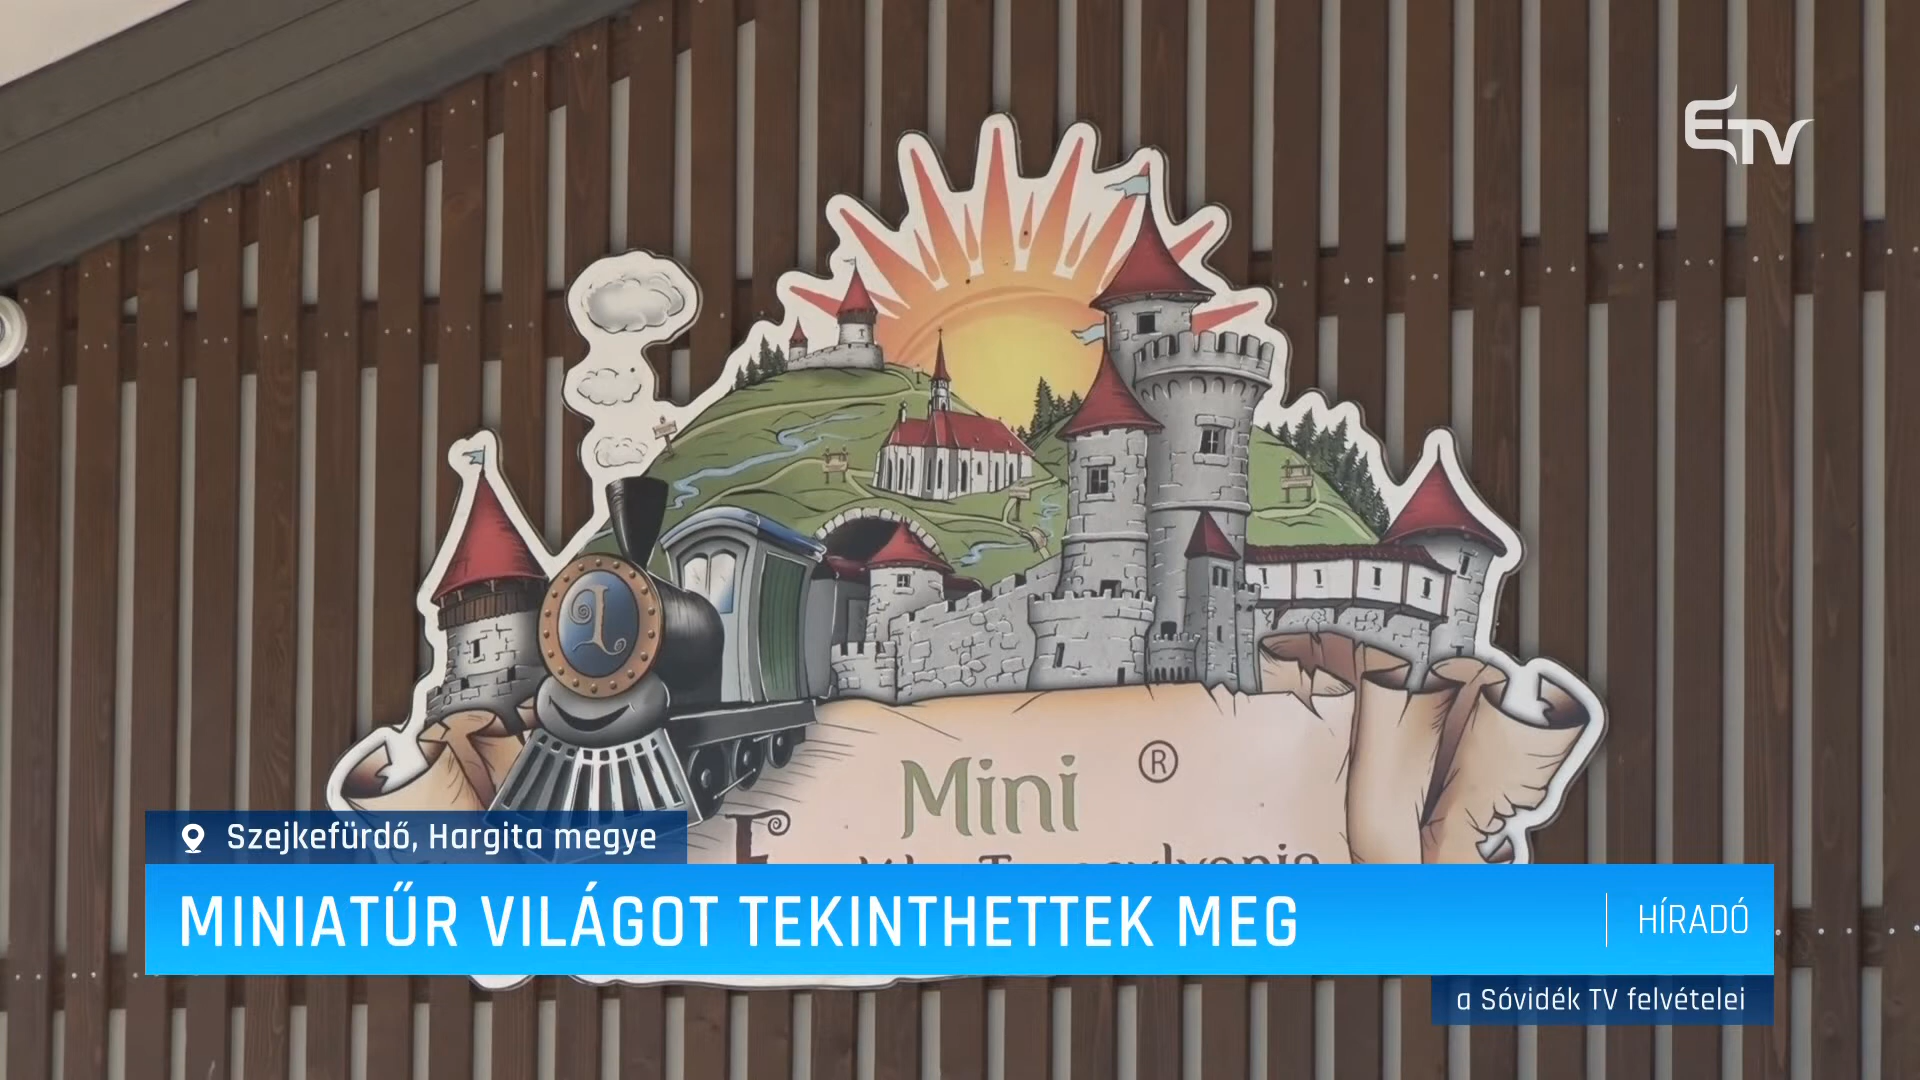 ETV
L
Mini ®
Szejkefürdő, Hargita megye
MINIATŰR VILÁGOT TEKINTHETTEK MEG
HÍRADÓ
a Sóvidék TV felvételei